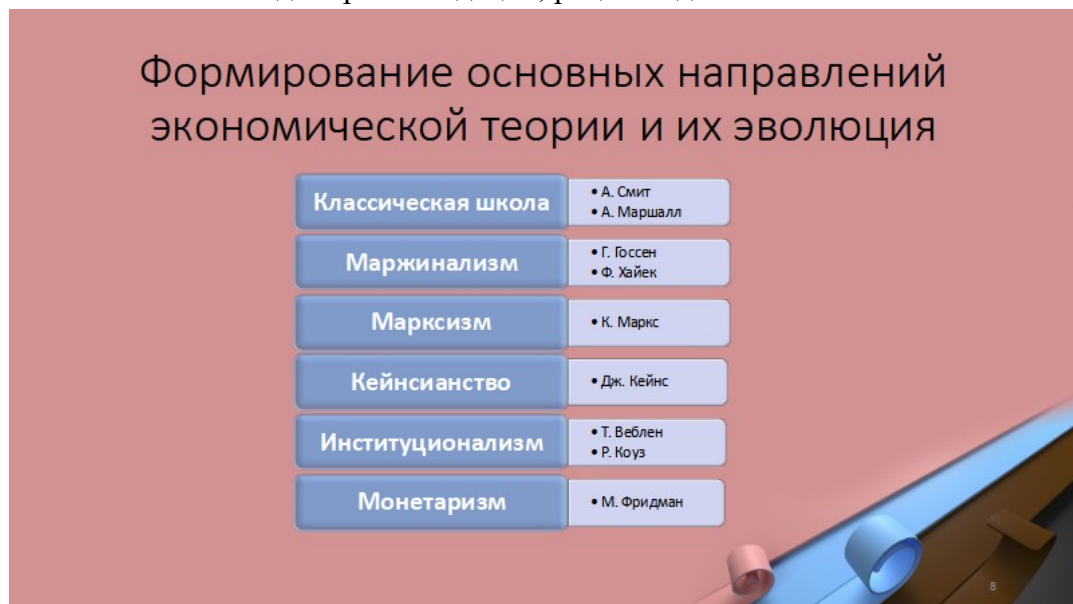 Формирование основных направлений
экономической теории и их эволюция
Классическая школа
• А. Смит
• А. Маршалл
Маржинализм
• Г. Госсен
• Ф. Хайек
Марксизм
• К. Маркс
Кейнсианство
• Дж. Кейнс
Институционализм
• Т. Веблен
• Р. Коуз
Монетаризм
• М. Фридман
8